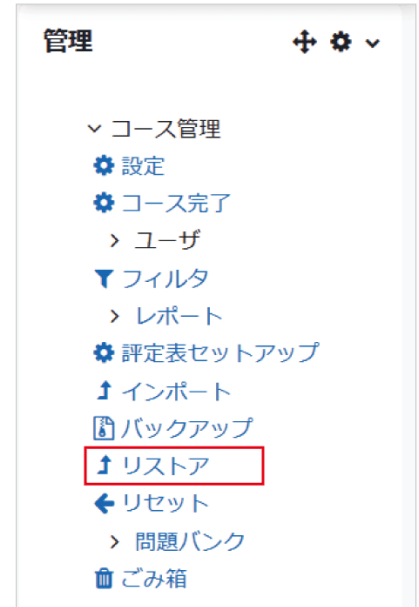 管理
コース管理
設定
コース完了
ユーザ
フィルタ
レポート
評定表セットアップ
インポート
バックアップ
リストア
リセット
問題バンク
ごみ箱